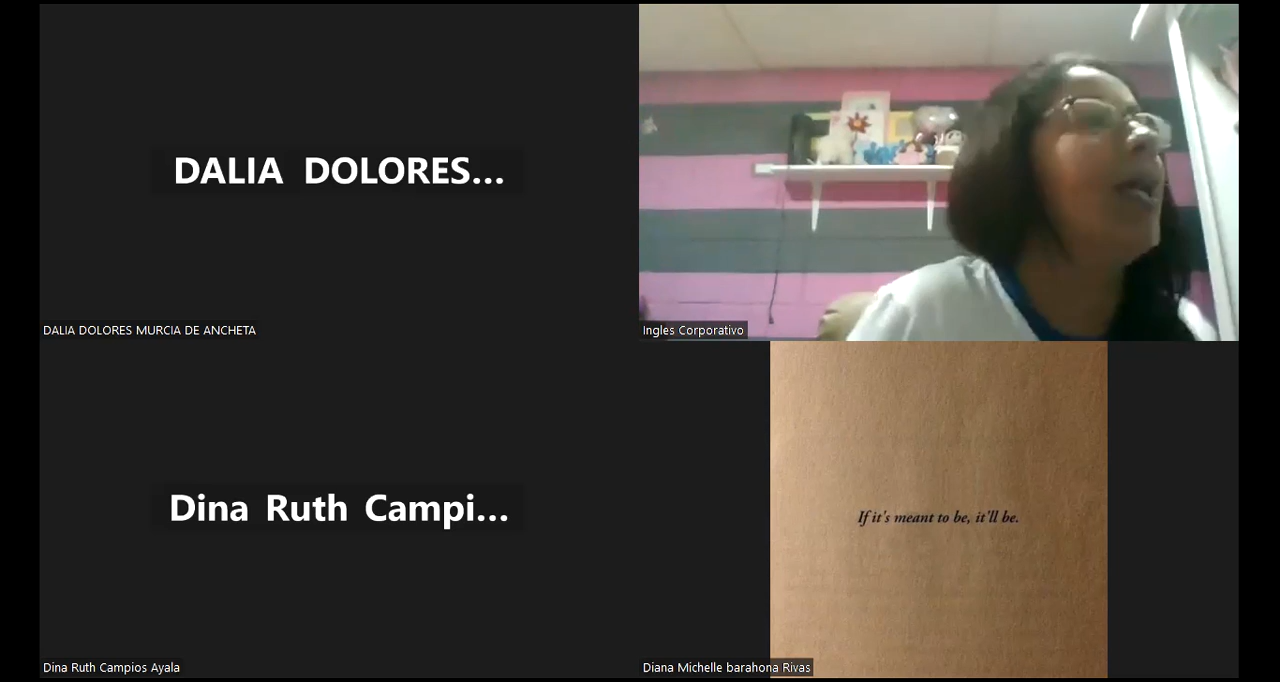 DALIA DOLORES...
DALIA DOLORES MURCIA DE ANCHETA
Ingles Corporativo
Dina Ruth Campi...
Dina Ruth Campios Ayala
If it's meant to be, it'll be.
Diana Michelle barahona Rivas